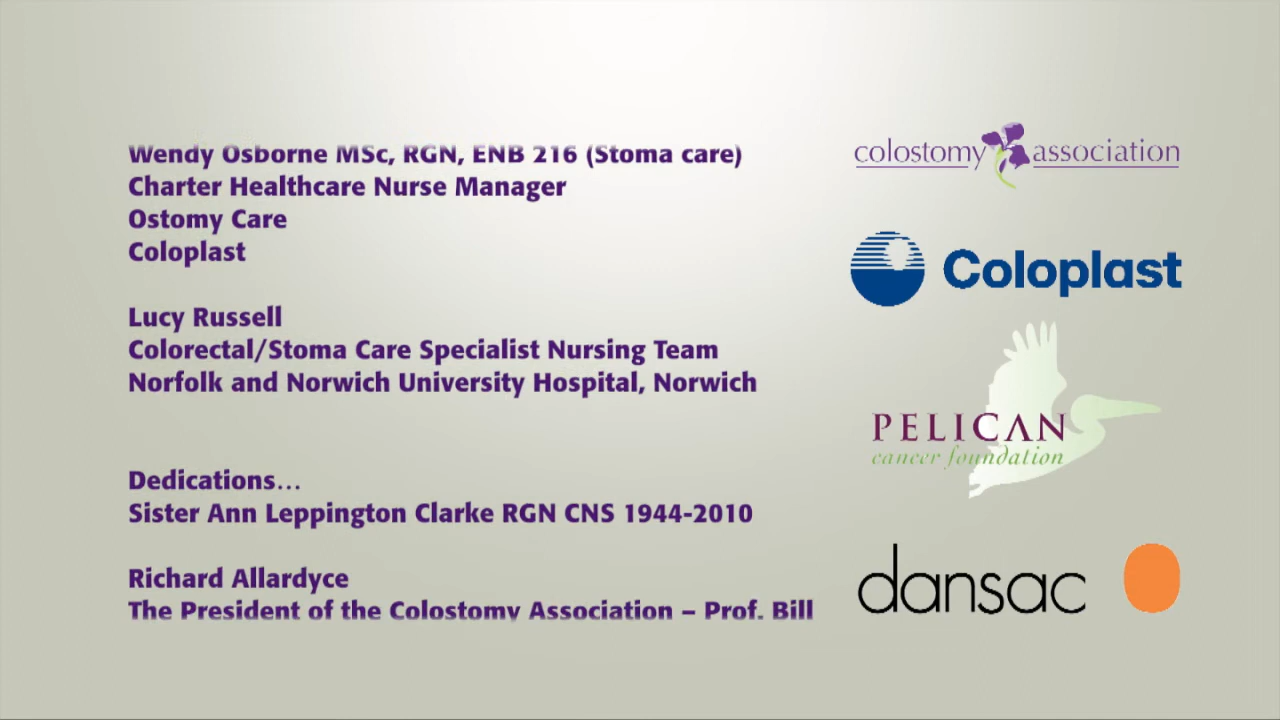 Wendy Osborne MSc, RGN, ENB 216 (Stoma care)
Charter Healthcare Nurse Manager
Ostomy Care
Coloplast
Lucy Russell
Colorectal/Stoma Care Specialist Nursing Team
Norfolk and Norwich University Hospital, Norwich
Dedications…
Sister Ann Leppington Clarke RGN CNS 1944-2010
Richard Allardyce
The President of the Colostomy Association – Prof. Bill
colostomy association
Coloplast
PELICAN
cancer foundation
dansac